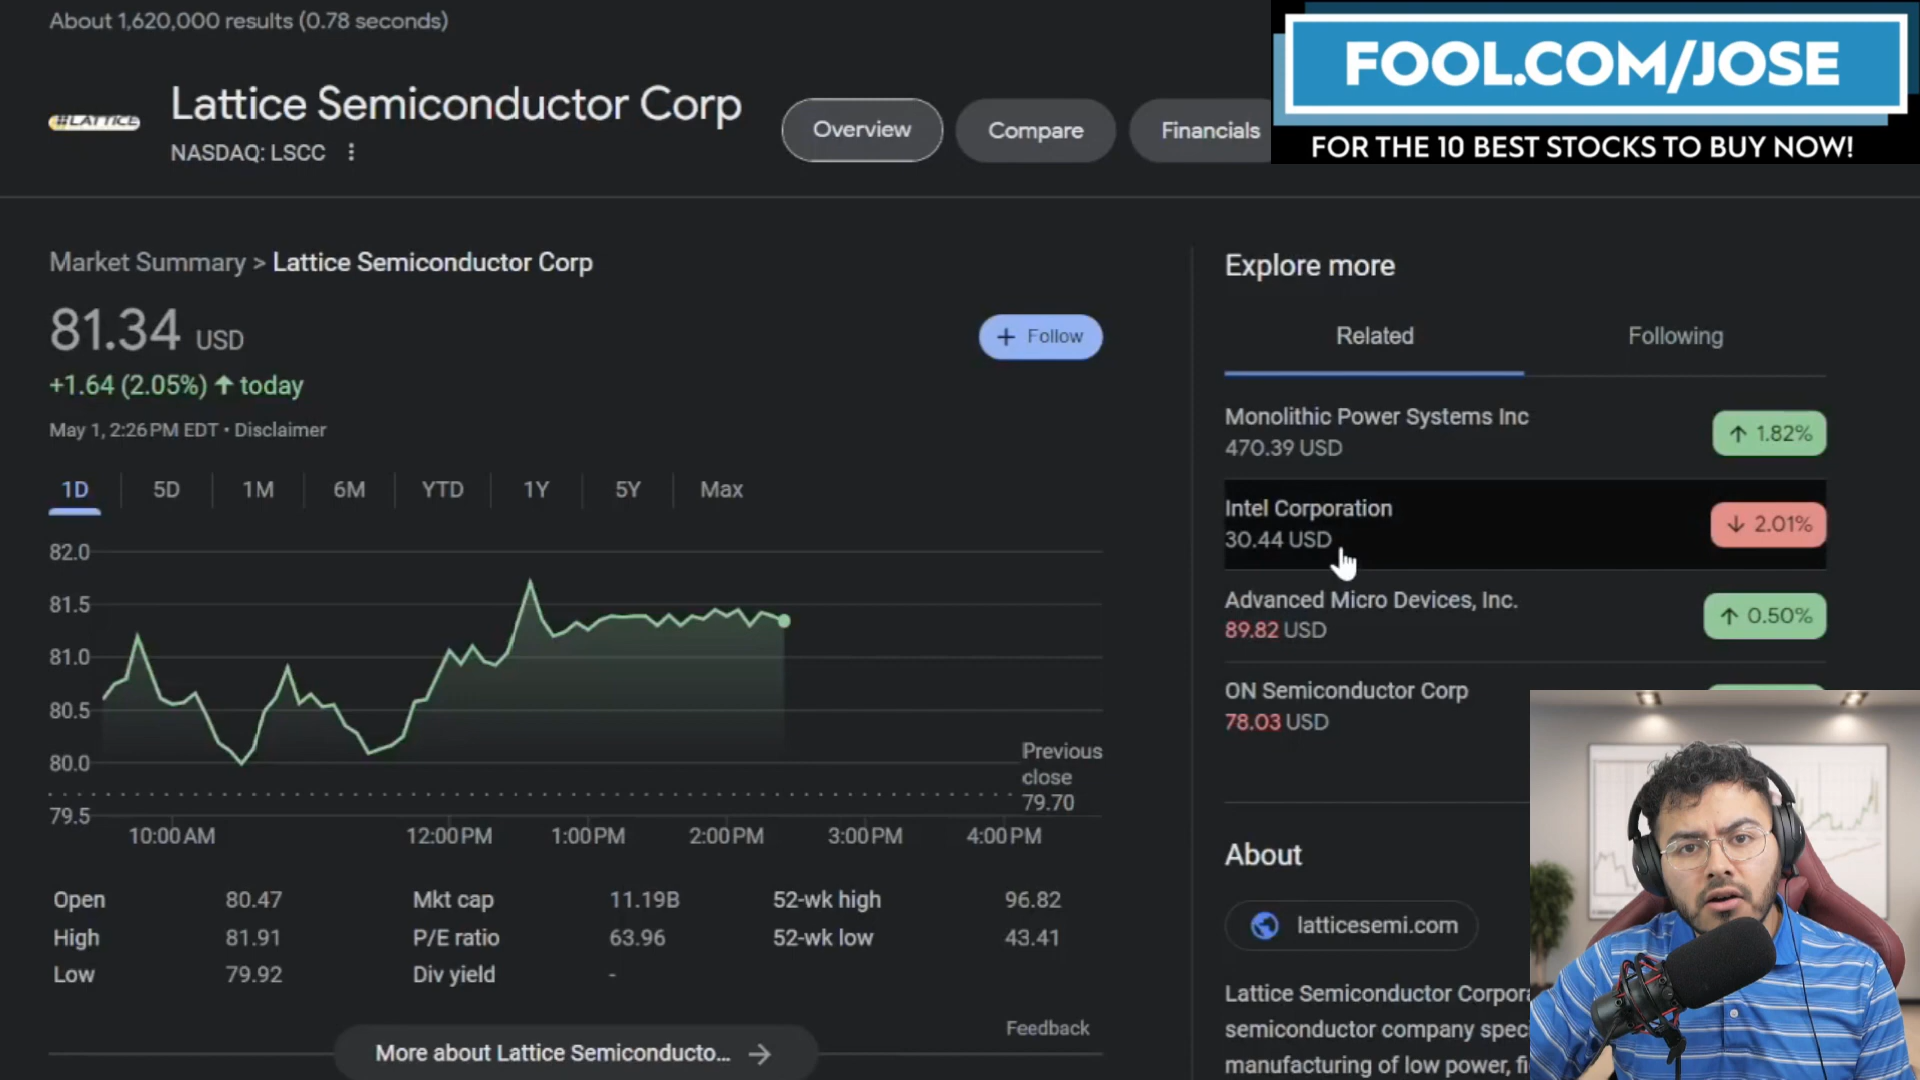 About 1,620,000 results (0.78 seconds)
FOOL.COM/JOSE
FOR THE 10 BEST STOCKS TO BUY NOW!
#LATTICE
Lattice Semiconductor Corp
NASDAQ: LSCC
Overview
Compare
Financials
Market Summary > Lattice Semiconductor Corp
81.34 USD
+1.64 (2.05%) ↑ today
May 1, 2:26 PM EDT • Disclaimer
+ Follow
1D
5D
1M
6M
YTD
1Y
5Y
Max
82.0
81.5
81.0
80.5
80.0
79.5
Previous
close
79.70
10:00 AM
12:00 PM
1:00 PM
2:00 PM
3:00 PM
4:00 PM
Open 80.47
High 81.91
Low 79.92
Mkt cap 11.19B
P/E ratio 63.96
Div yield -
52-wk high 96.82
52-wk low 43.41
Feedback
More about Lattice Semiconducto... →
Explore more
Related
Following
Monolithic Power Systems Inc
470.39 USD
↑ 1.82%
Intel Corporation
30.44 USD
↓ 2.01%
Advanced Micro Devices, Inc.
89.82 USD
↑ 0.50%
ON Semiconductor Corp
78.03 USD
About
latticesemi.com
Lattice Semiconductor
semiconductor company
manufacturing of low power,